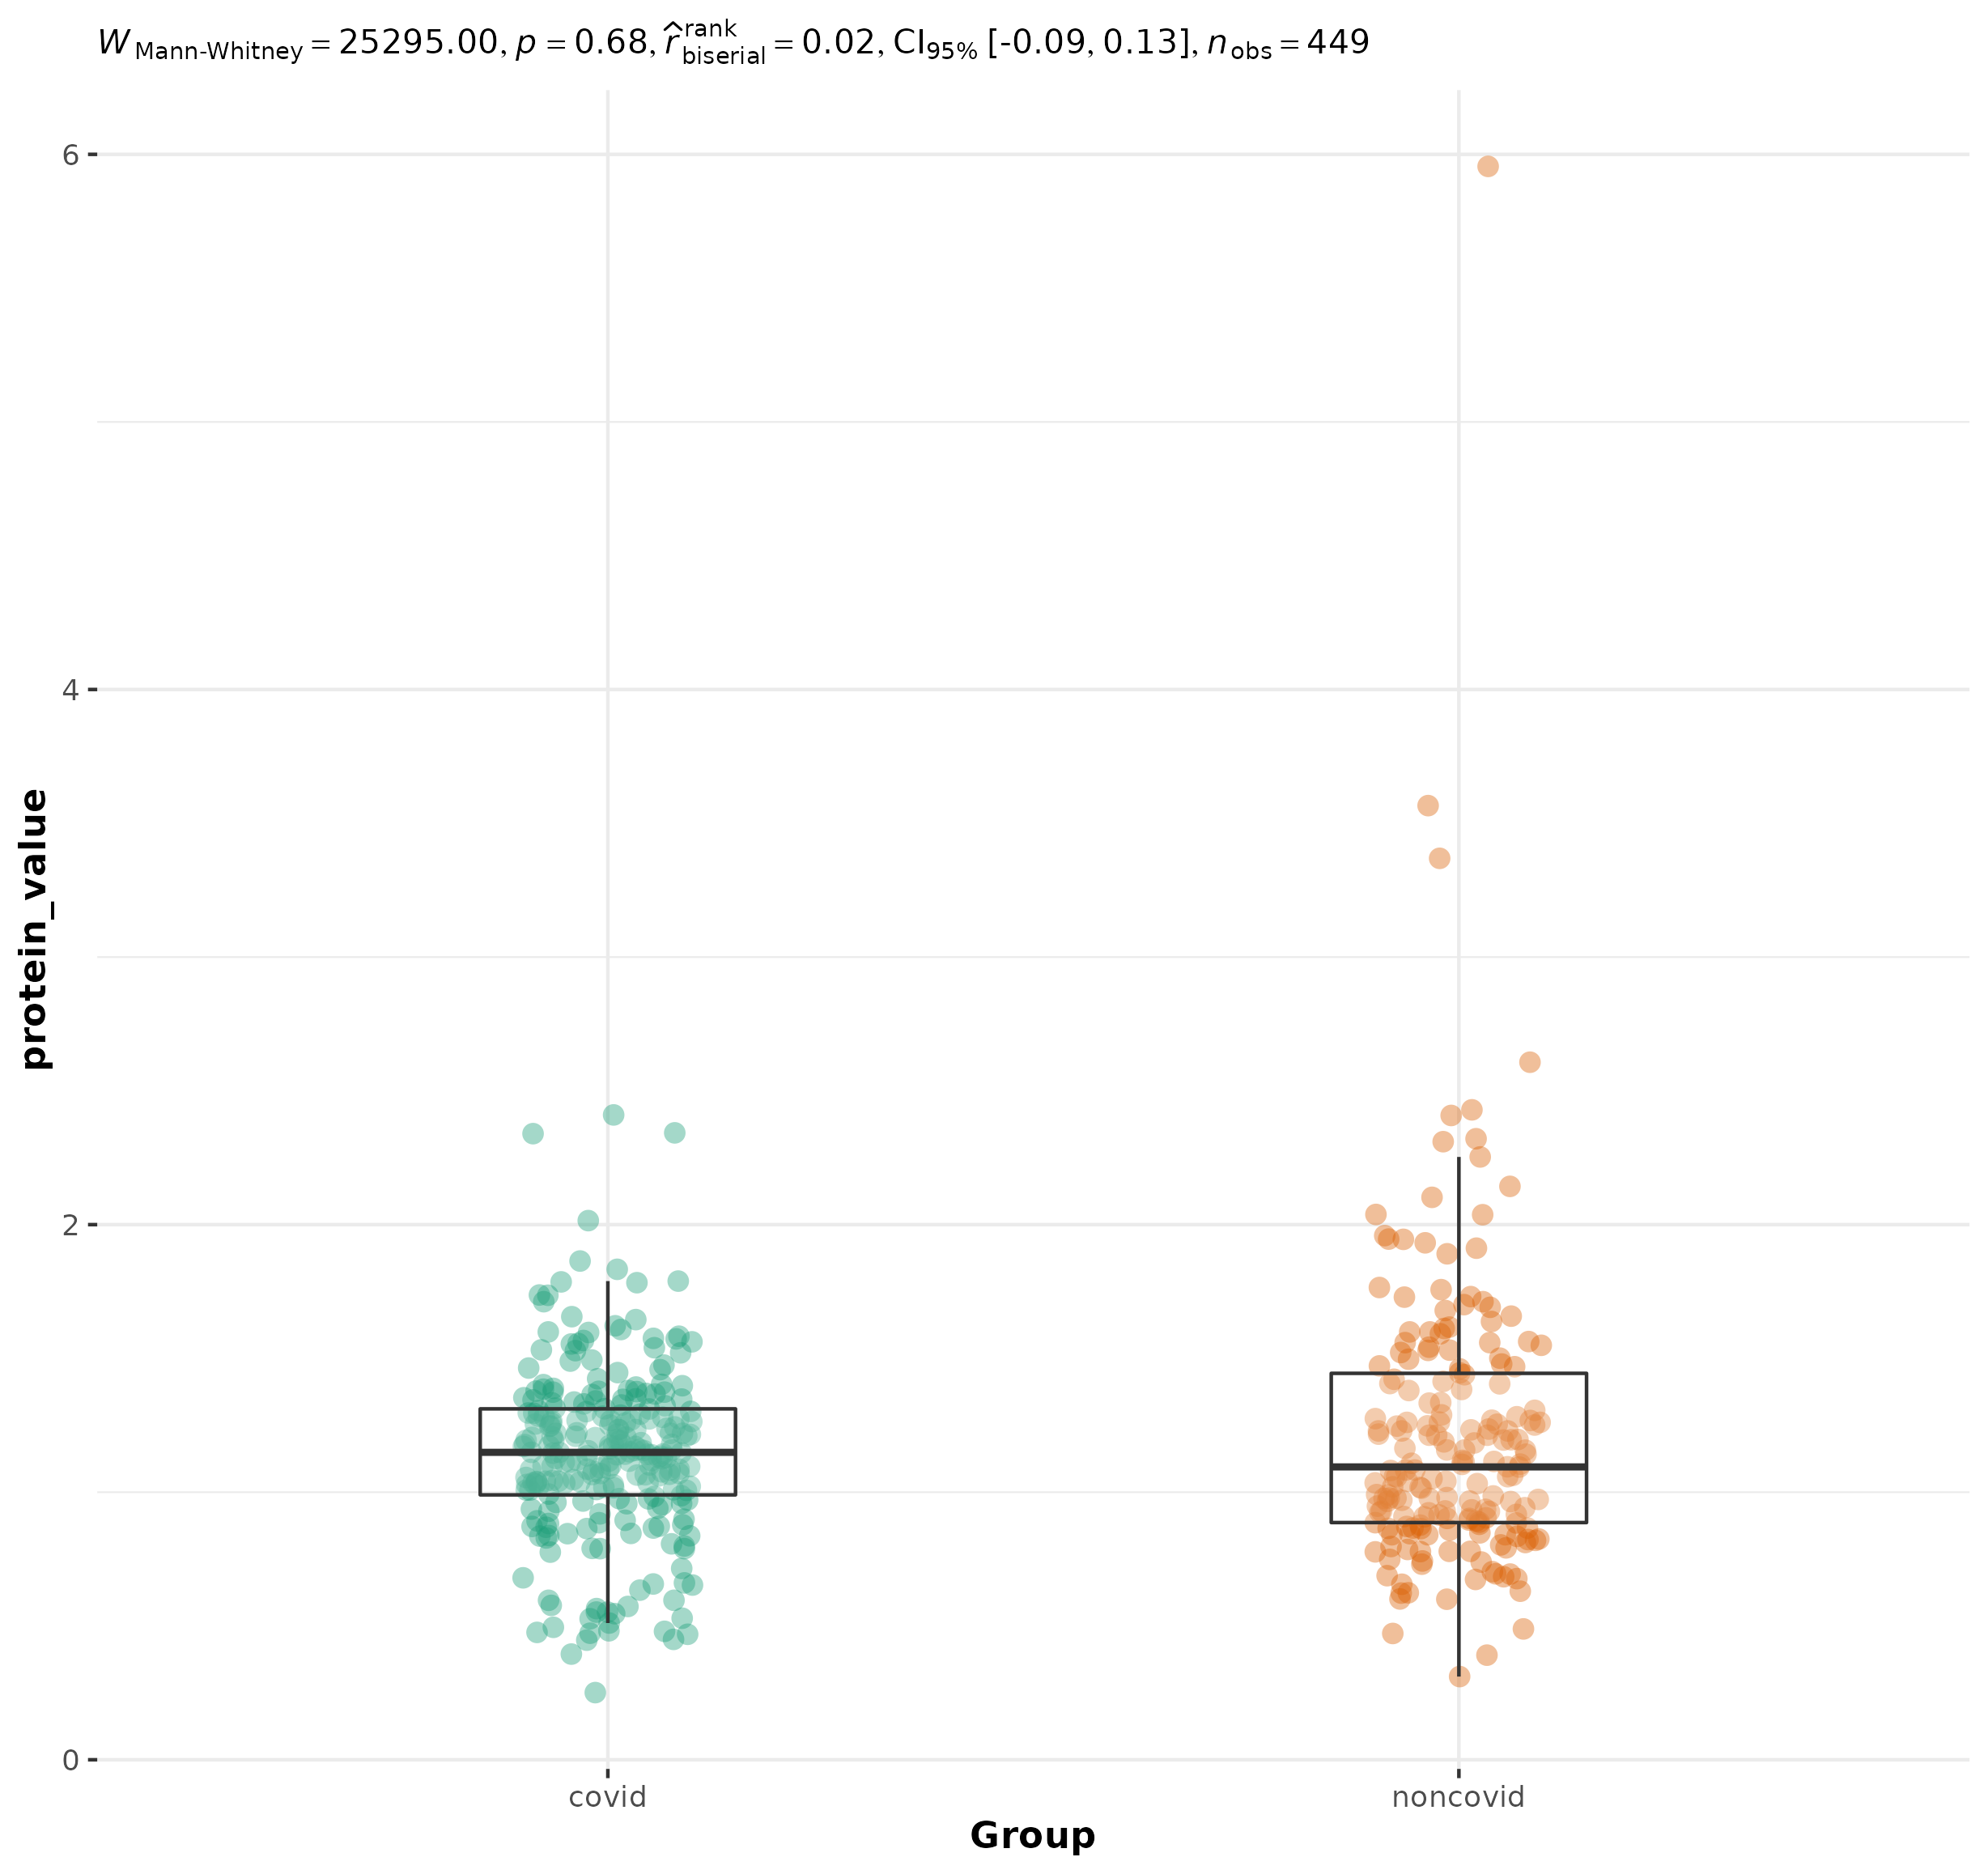 W Mann-Whitney = 25295.00, p = 0.68, r̂ rank biserial = 0.02, CI95% [-0.09, 0.13], n obs = 449
6
4
2
0
protein_value
covid noncovid
Group